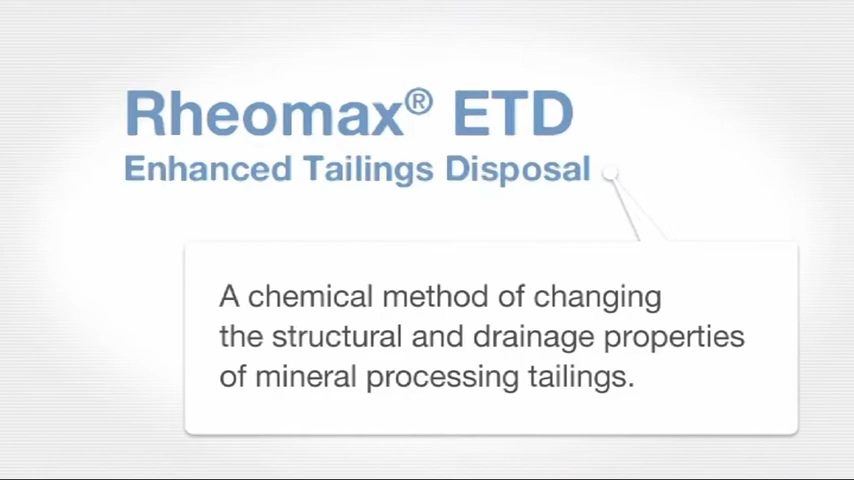 Rheomax® ETD
Enhanced Tailings Disposal
A chemical method of changing
the structural and drainage properties
of mineral processing tailings.